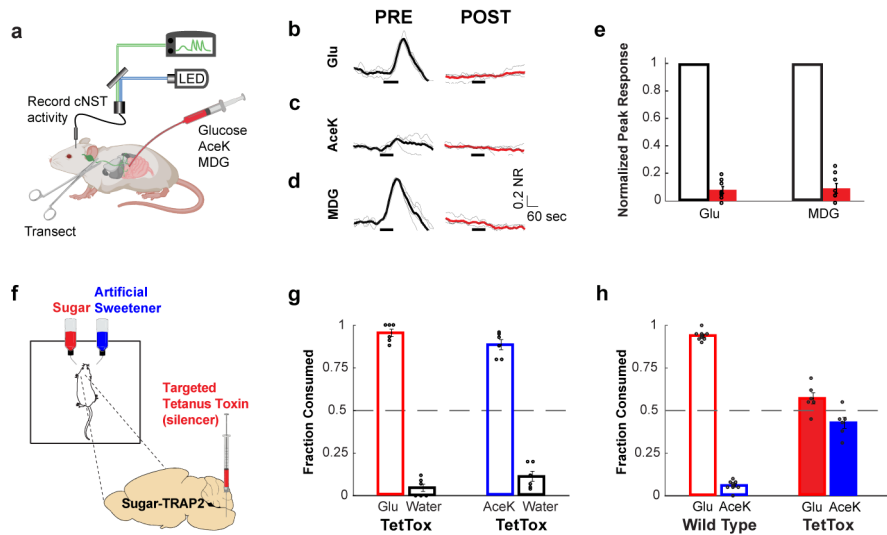 a
LED
Record cNST
activity
Glucose
AceK
MDG
Transect
PRE
POST
b
Glu
c
AceK
d
MDG
0.2 NR
60 sec
e
Normalized Peak Response
1
0.8
0.6
0.4
0.2
0
Glu
MDG
f
Artificial
Sweetener
Sugar
Targeted
Tetanus Toxin
(silencer)
Sugar-TRAP2
g
Fraction Consumed
1
0.75
0.5
0.25
0
Glu Water
AceK Water
TetTox
TetTox
h
Fraction Consumed
1
0.75
0.5
0.25
0
Glu AceK
Glu AceK
Wild Type
TetTox